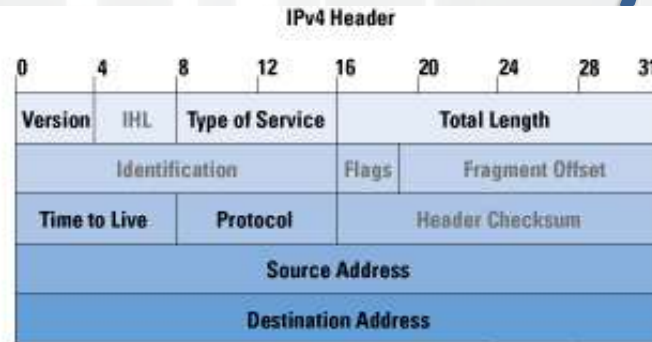 IPv4 Header
0 4 8 12 16 20 24 28 31
Version IHL Type of Service Total Length
Identification Flags Fragment Offset
Time to Live Protocol Header Checksum
Source Address
Destination Address